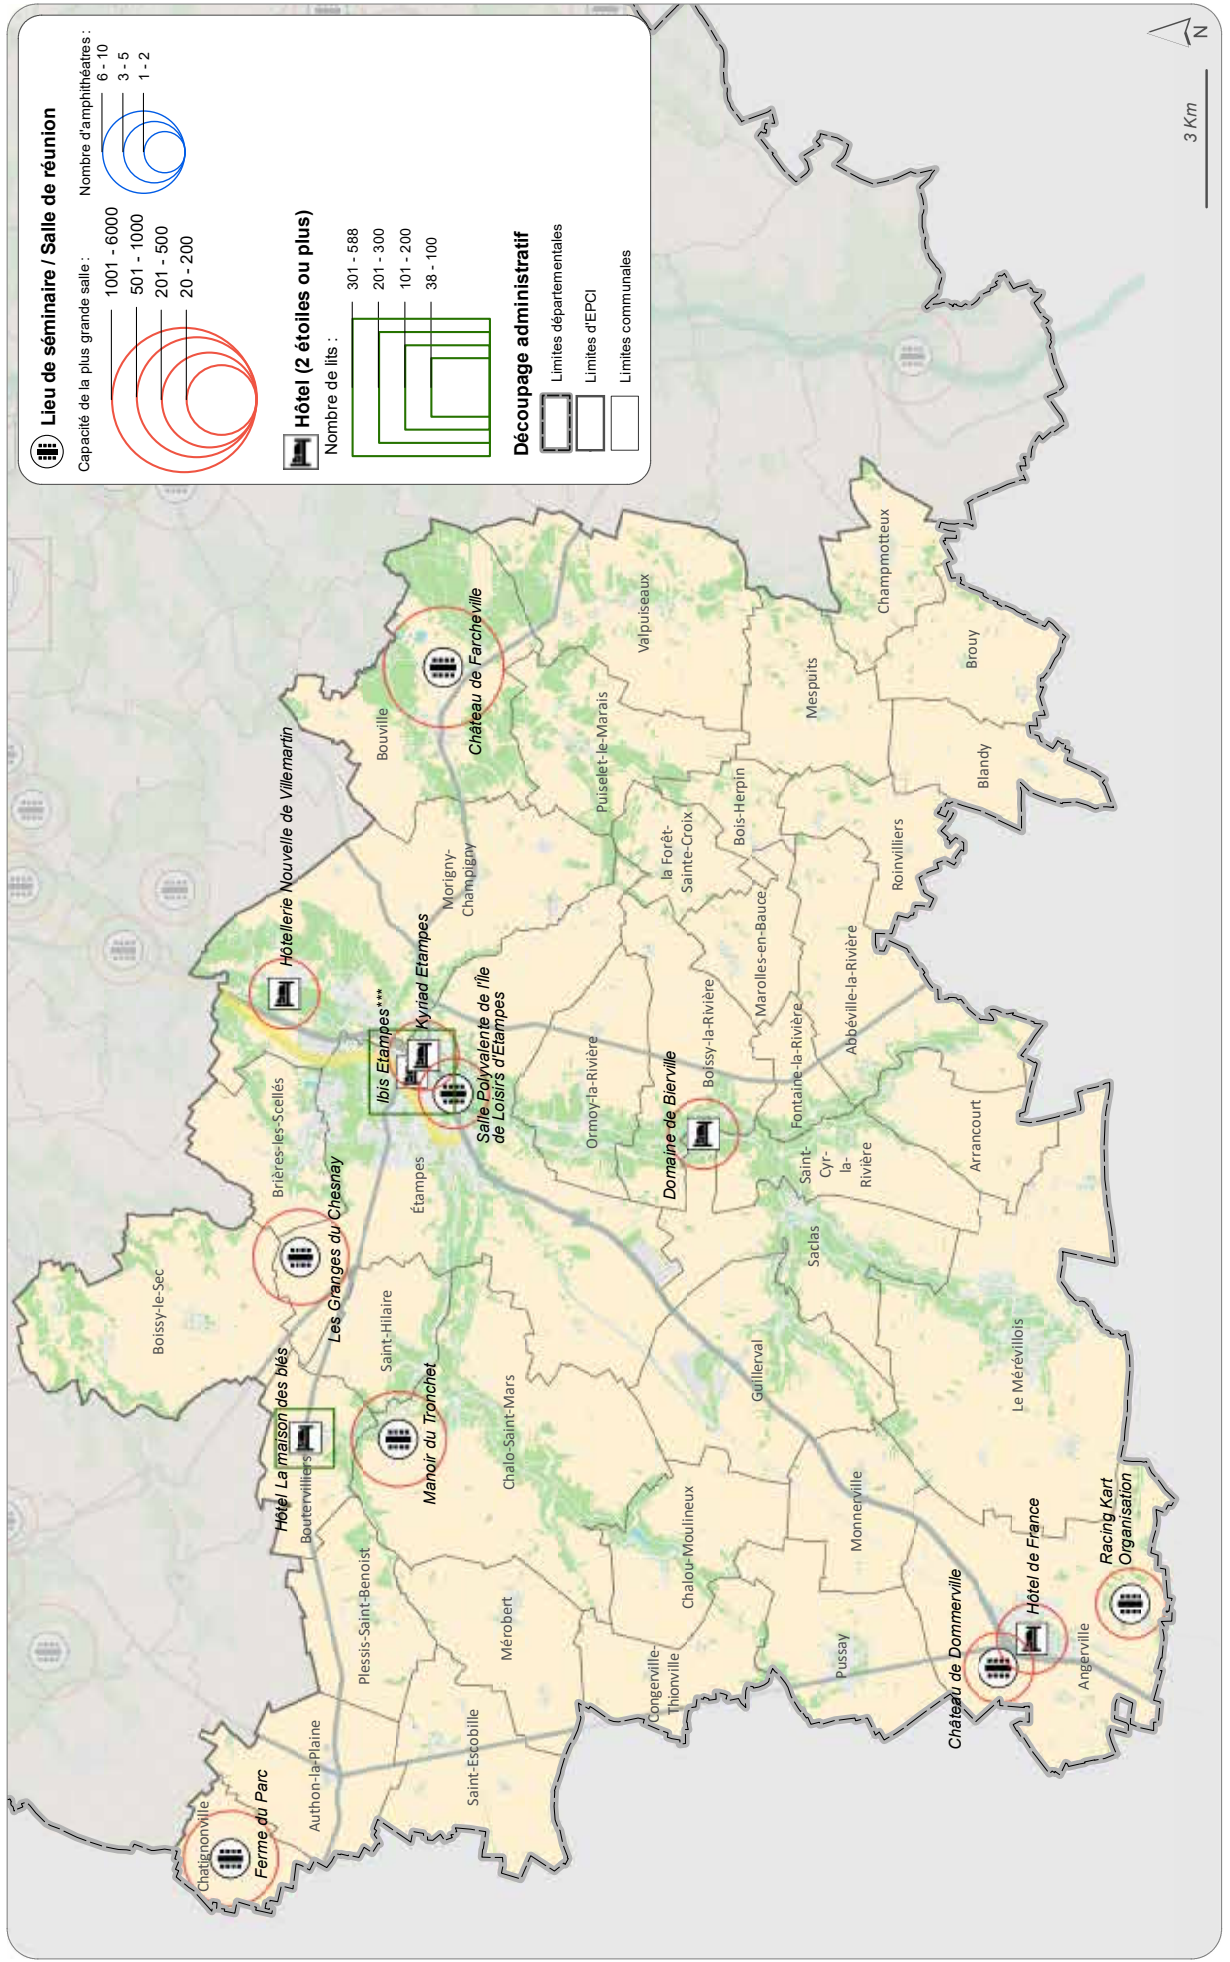 Lieu de séminaire / Salle de réunion
Capacité de la plus grande salle :
1001 - 6000
501 - 1000
201 - 500
20 - 200
Nombre d'amphithéatres :
6 - 10
3 - 5
1 - 2
Hôtel (2 étoiles ou plus)
Nombre de lits :
301 - 588
201 - 300
101 - 200
38 - 100
Découpage administratif
Limites départementales
Limites d'EPCI
Limites communales
N
3 Km
Chatignonville
Ferme du Parc
Authon-la-Plaine
Saint-Escobille
Plessis-Saint-Benoist
Mérobert
Congerville-
Thionville
Pussay
Château de Dommerville
Hôtel de France
Angerville
Racing Kart
Organisation
Monnerville
Chalou-Moulineux
Hôtel La maison des blés
Boutervilliers
Manoir du Tronchet
Chalo-Saint-Mars
Saint-Hilaire
Boissy-le-Sec
Les Granges du Chesnay
Brières-les-Scellés
Étampes
Guillerval
Le Mérévillois
Saclas
Saint-
Cyr-
la-
Rivière
Arrancourt
Domaine de Bierville
Ormoy-la-Rivière
Boissy-la-Rivière
Fontaine-la-Rivière
Abbéville-la-Rivière
Marolles-en-Bauce
Ibis Etampes***
Kyriad Etampes
Salle Polyvalente de l'Île
de Loisirs d'Etampes
Hôtellerie Nouvelle de Villemartin
Morigny-
Champigny
Bouville
Château de Farcheville
Puiselet-le-Marais
la Forêt-
Sainte-Croix
Bois-Herpin
Roinvilliers
Valpuiseaux
Mespuits
Blandy
Brouy
Champmotteux